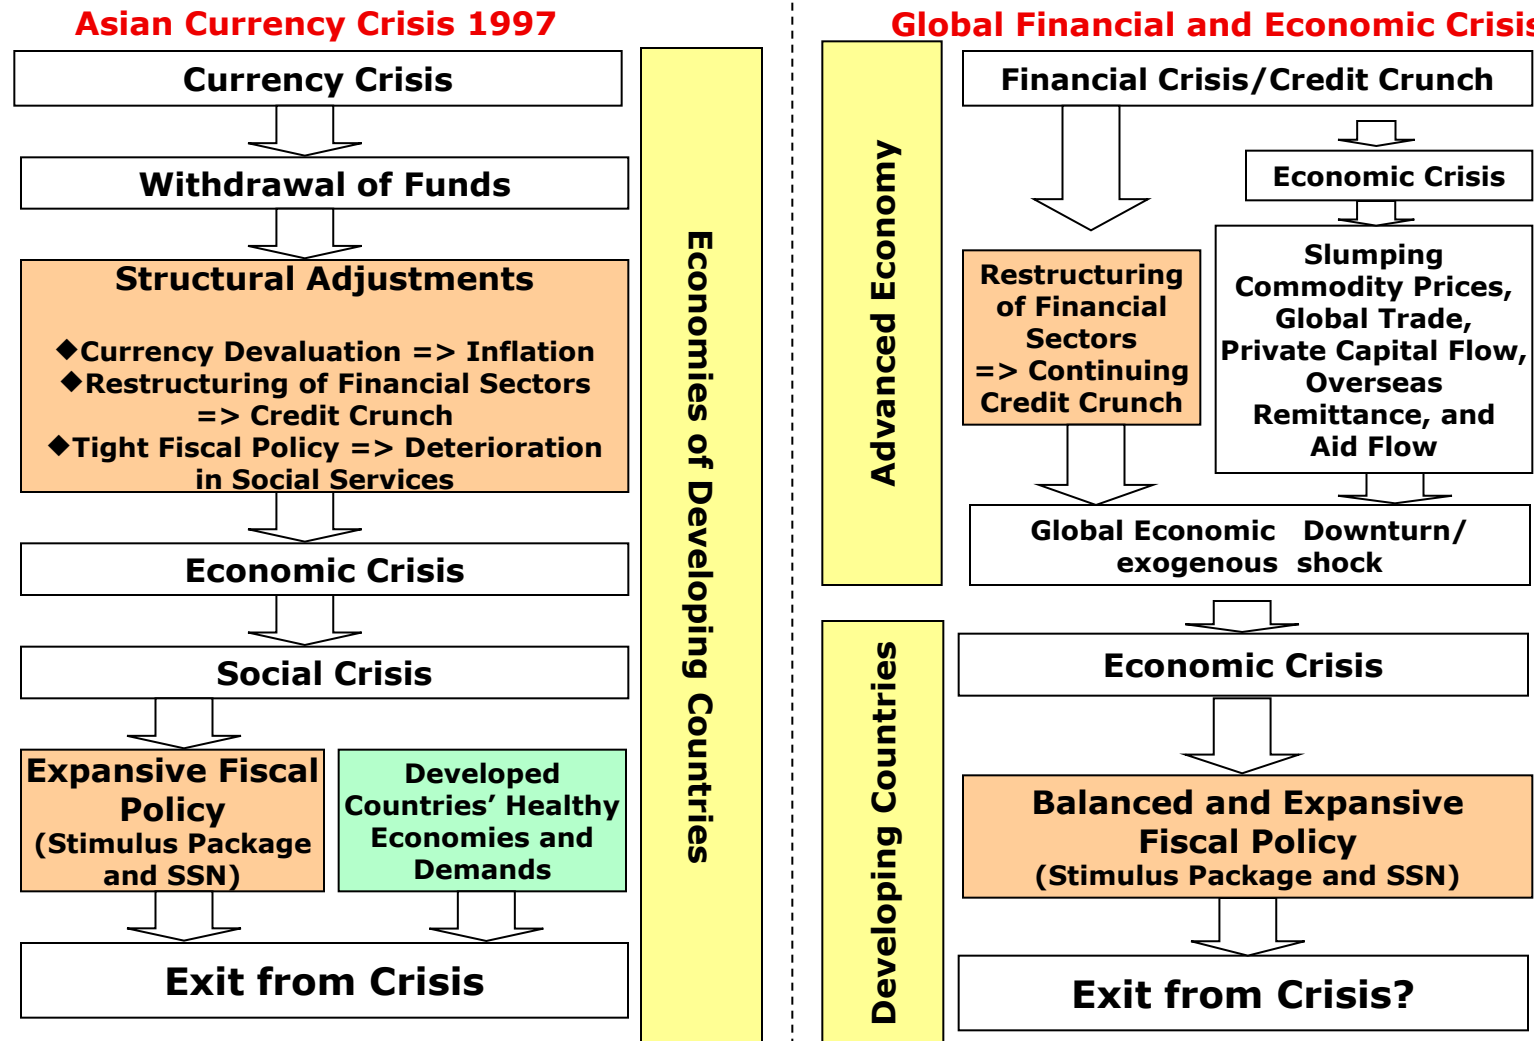 Asian Currency Crisis 1997
Currency Crisis
Withdrawal of Funds
Structural Adjustments
◆Currency Devaluation => Inflation
◆Restructuring of Financial Sectors
=> Credit Crunch
◆Tight Fiscal Policy => Deterioration
in Social Services
Economic Crisis
Social Crisis
Expansive Fiscal
Policy
(Stimulus Package
and SSN)
Developed
Countries’ Healthy
Economies and
Demands
Exit from Crisis
Economies of Developing Countries
Global Financial and Economic Crisis
Advanced Economy
Financial Crisis/Credit Crunch
Economic Crisis
Restructuring
of Financial
Sectors
=> Continuing
Credit Crunch
Slumping
Commodity Prices,
Global Trade,
Private Capital Flow,
Overseas
Remittance, and
Aid Flow
Global Economic Downturn/
exogenous shock
Developing Countries
Economic Crisis
Balanced and Expansive
Fiscal Policy
(Stimulus Package and SSN)
Exit from Crisis?